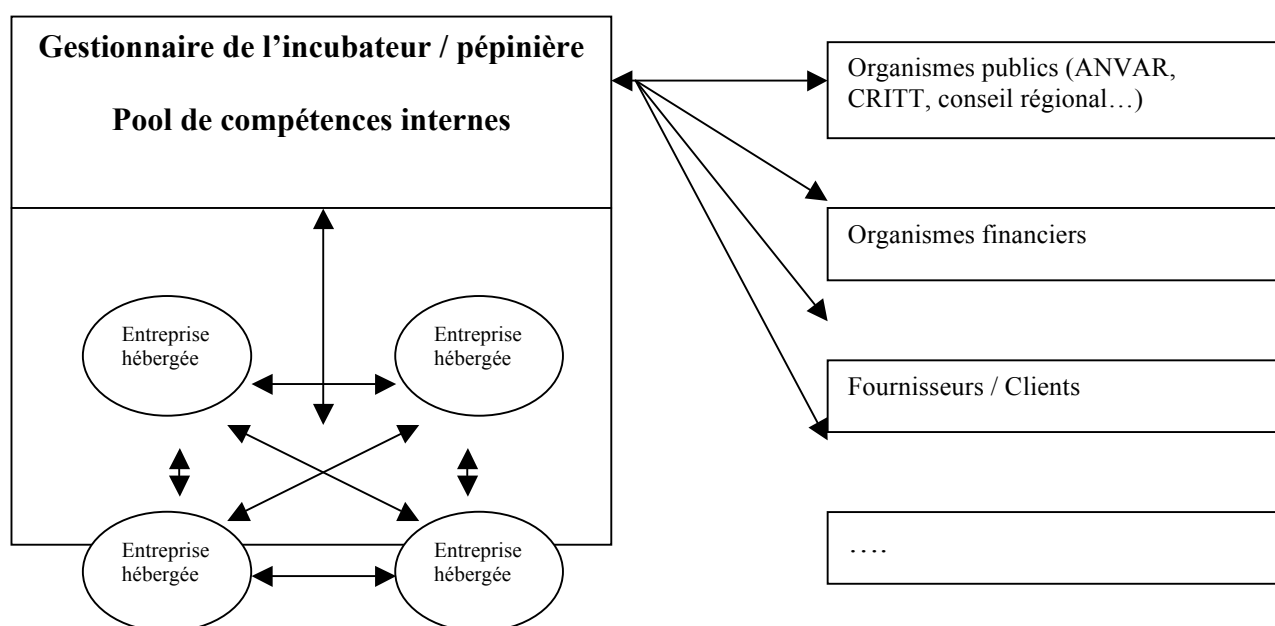 Gestionnaire de l’incubateur / pépinière
Pool de compétences internes
Organismes publics (ANVAR,
CRITT, conseil régional…)
Organismes financiers
Fournisseurs / Clients
….
Entreprise
hébergée
Entreprise
hébergée
Entreprise
hébergée
Entreprise
hébergée